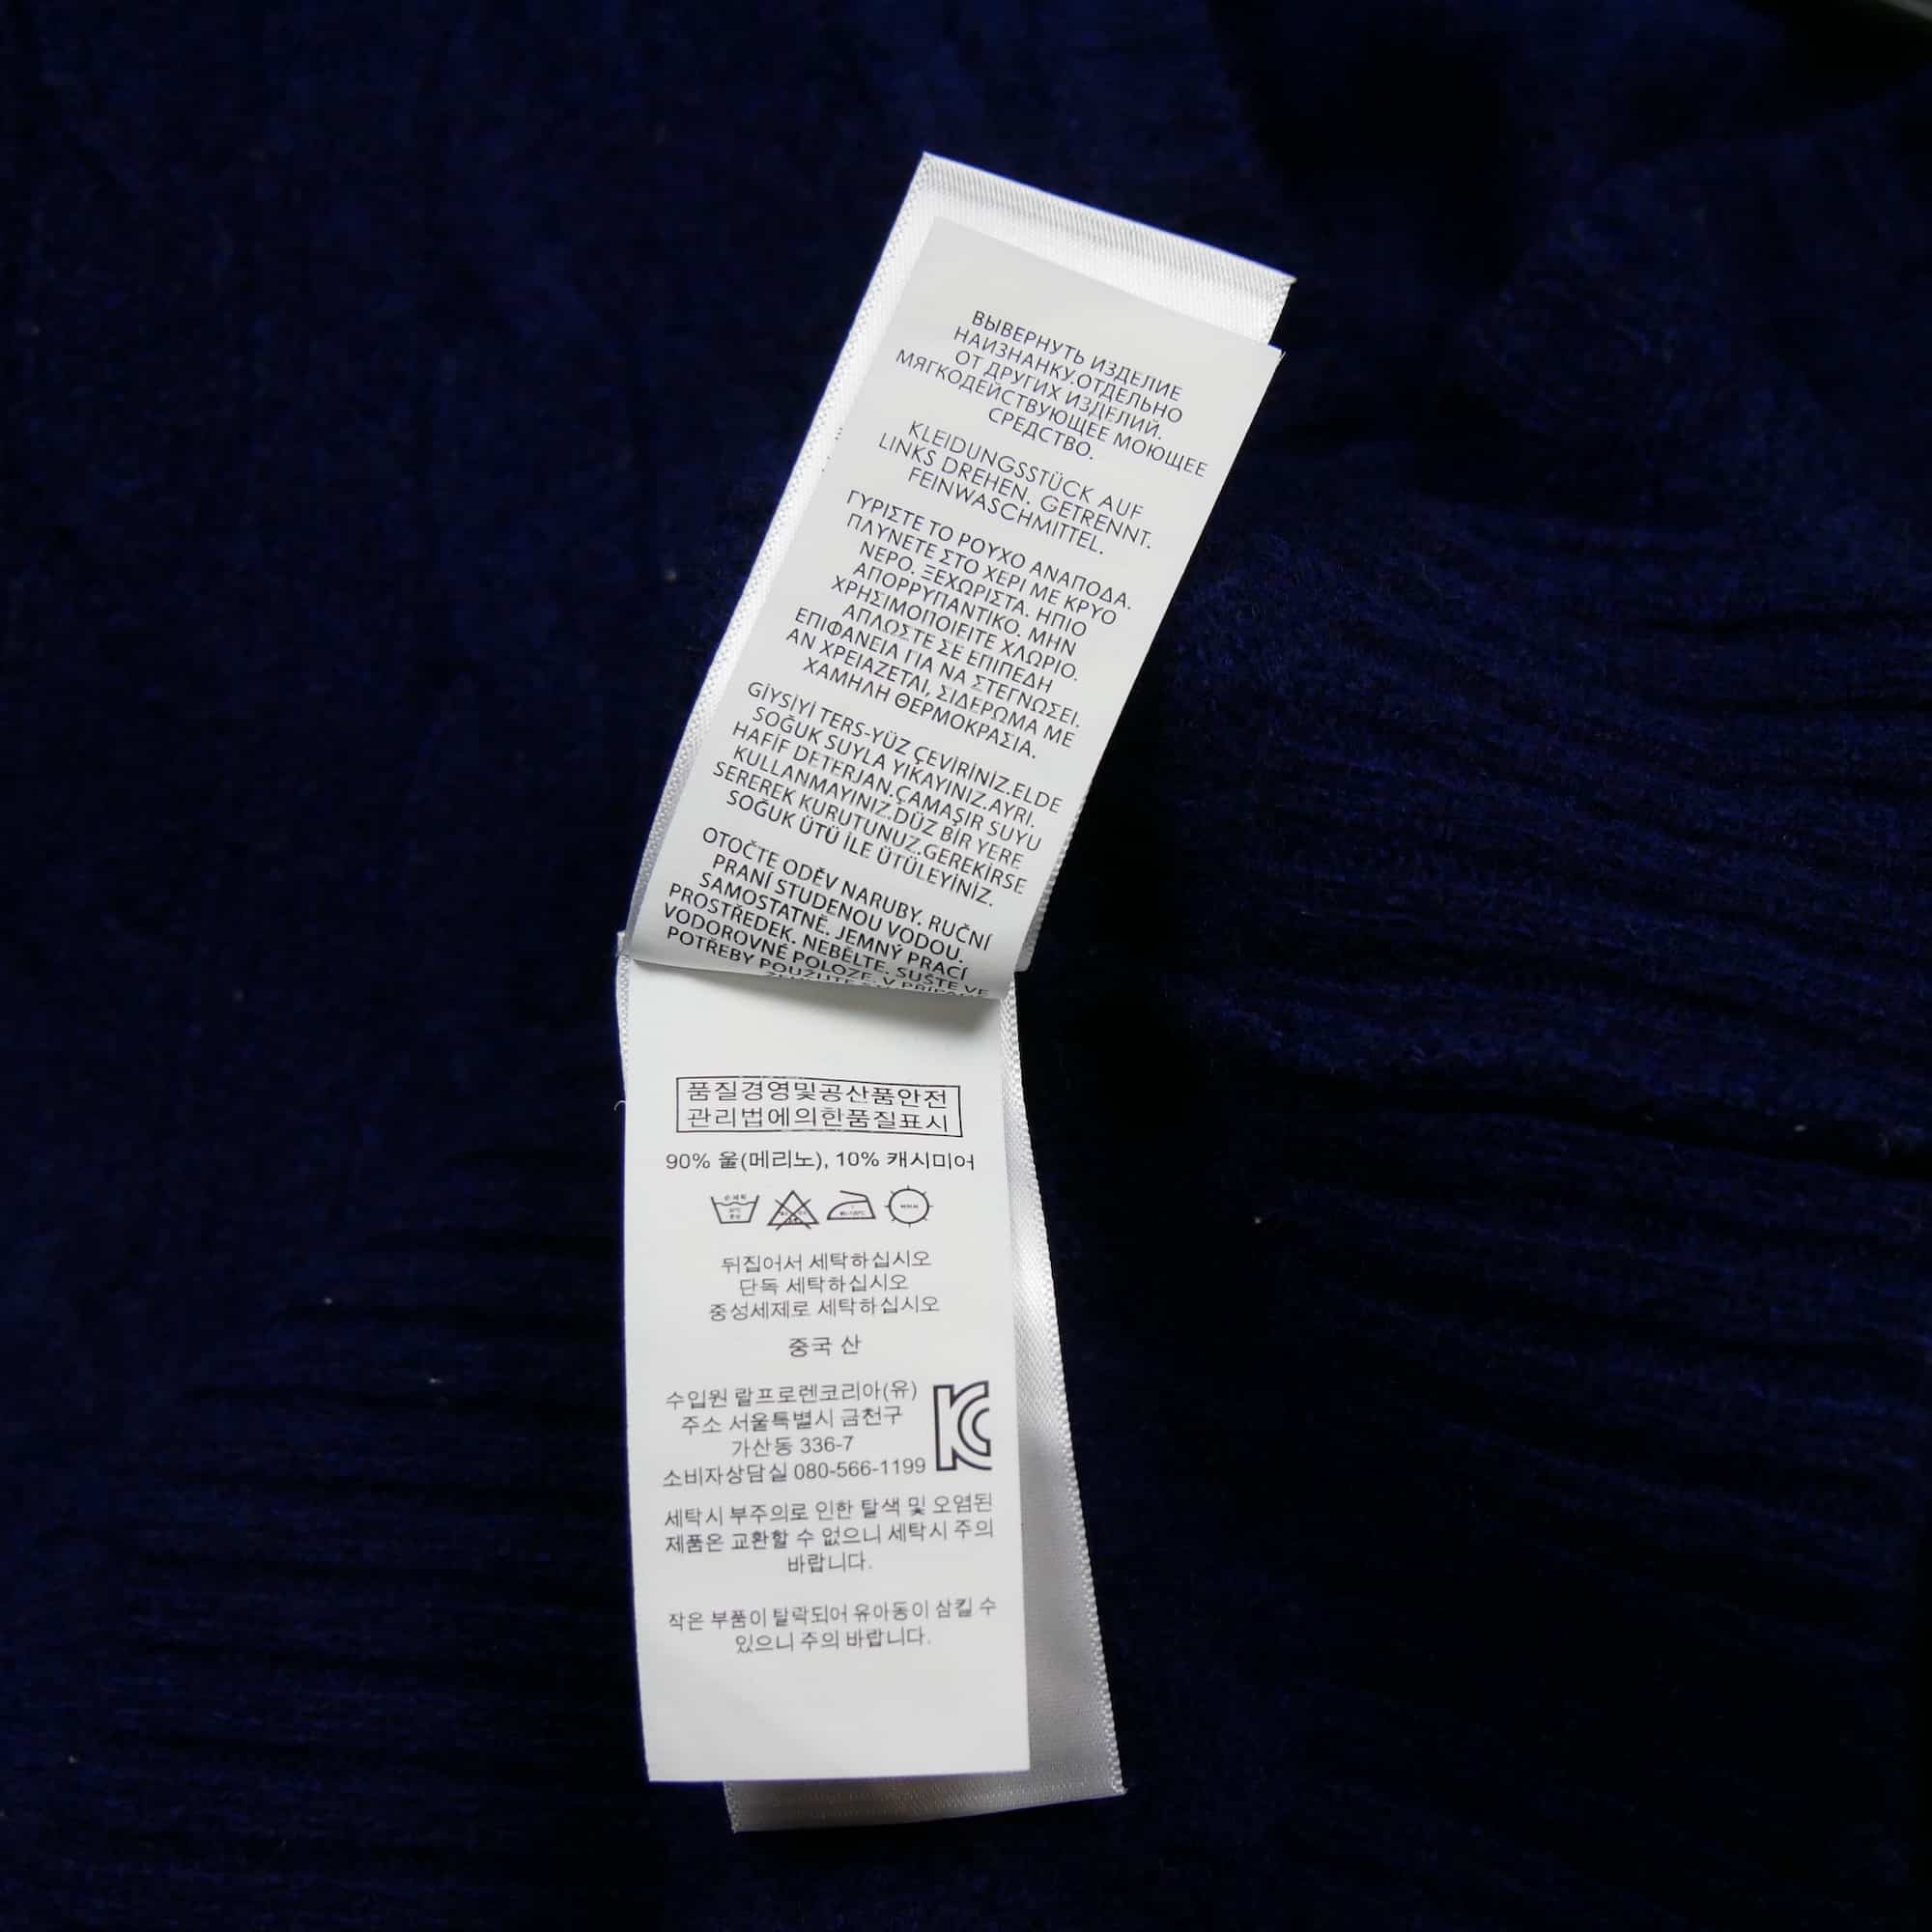 ВЫВЕРНУТЬ ИЗДЕЛИЕ
НАИЗНАНКУ.ОТДЕЛЬНО
ОТ ДРУГИХ ИЗДЕЛИЙ.
МЯГКОДЕЙСТВУЮЩЕЕ МОЮЩЕЕ
СРЕДСТВО.
KLEIDUNGSSTÜCK AUF
LINKS DREHEN. GETRENNT.
FEINWASCHMITTEL.
ΓΥΡΙΣΤΕ ΤΟ ΡΟΥΧΟ ΑΝΑΠΟΔΑ.
ΠΛΥΝΕΤΕ ΣΤΟ ΧΕΡΙ ΜΕ ΚΡΥΟ
ΝΕΡΟ. ΞΕΧΩΡΙΣΤΑ. ΗΠΙΟ
ΑΠΟΡΡΥΠΑΝΤΙΚΟ. ΜΗΝ
ΧΡΗΣΙΜΟΠΟΙΕΙΤΕ ΧΛΩΡΙΟ.
ΑΠΛΩΣΤΕ ΣΕ ΕΠΙΠΕΔΗ
ΕΠΙΦΑΝΕΙΑ ΓΙΑ ΝΑ ΣΤΕΓΝΩΣΕΙ.
ΑΝ ΧΡΕΙΑΖΕΤΑΙ, ΣΙΔΕΡΩΜΑ ΜΕ
ΧΑΜΗΛΗ ΘΕΡΜΟΚΡΑΣΙΑ.
GİYSİYİ TERS-YÜZ ÇEVİRİNİZ.ELDE
SOĞUK SUYLA YIKAYINIZ.AYRI.
HAFİF DETERJAN.ÇAMAŞIR SUYU
KULLANMAYINIZ.DÜZ BİR YERE
SEREREK KURUTUNUZ.GEREKİRSE
SOĞUK ÜTÜ İLE ÜTÜLEYİNİZ.
OTOČTE ODĚV NARUBY. RUČNÍ
PRANÍ STUDENOU VODOU.
SAMOSTATNĚ. JEMNÝ PRACÍ
PROSTŘEDEK. NEBĚLTE. SUŠTE VE
VODOROVNÉ POLOZE. V
POTŘEBY POUŽIJTE
품질경영및공산품안전
관리법에의한품질표시
90% 울(메리노), 10% 캐시미어
뒤집어서 세탁하십시오
단독 세탁하십시오
중성세제로 세탁하십시오
중국 산
수입원 랄프로렌코리아(유)
주소 서울특별시 금천구
가산동 336-7
소비자상담실 080-566-1199
세탁시 부주의로 인한 탈색 및 오염된
제품은 교환할 수 없으니 세탁시 주의
바랍니다.
작은 부품이 탈락되어 유아동이 삼킬 수
있으니 주의 바랍니다.